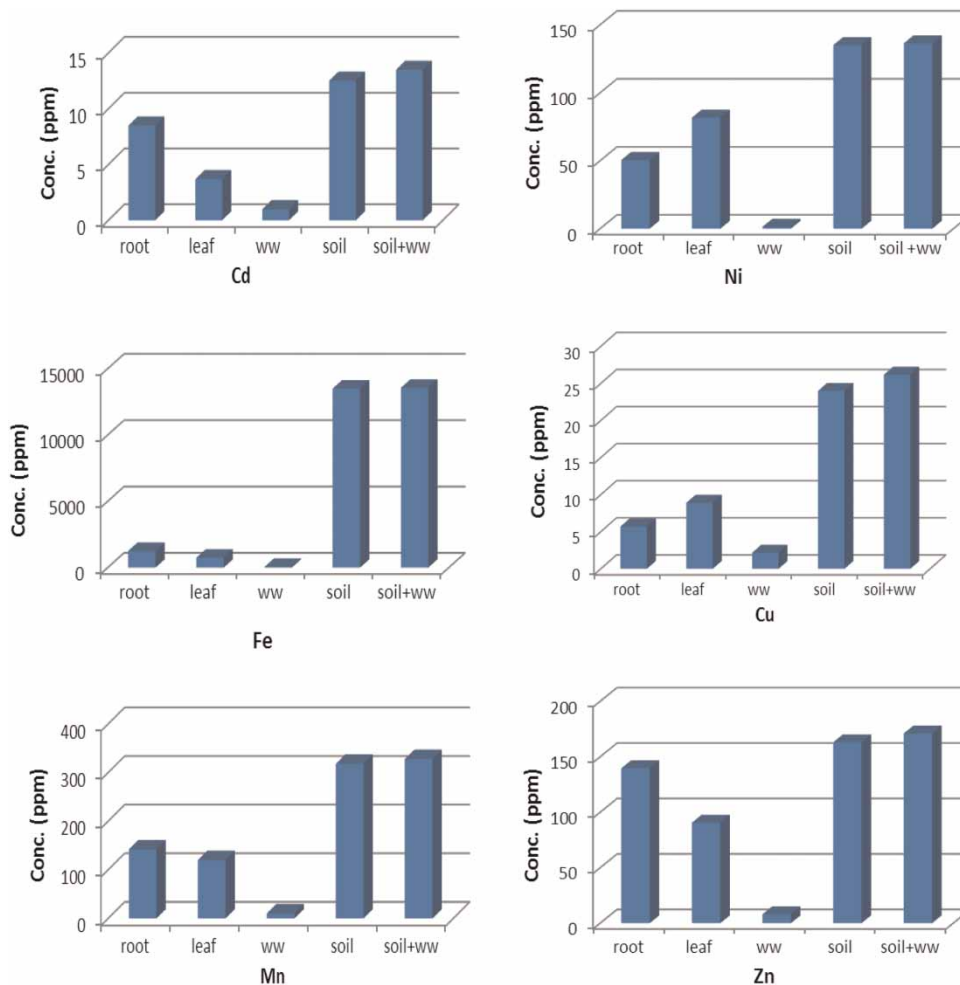 Conc. (ppm)
15
10
5
0
root leaf ww soil soil+ww
Cd
Conc. (ppm)
150
100
50
0
root leaf ww soil soil +ww
Ni
Conc. (ppm)
15000
10000
5000
0
root leaf ww soil soil+ww
Fe
Conc. (ppm)
30
25
20
15
10
5
0
root leaf ww soil soil+ww
Cu
Conc. (ppm)
400
300
200
100
0
root leaf ww soil soil+ww
Mn
Conc. (ppm)
200
150
100
50
0
root leaf ww soil soil+ww
Zn